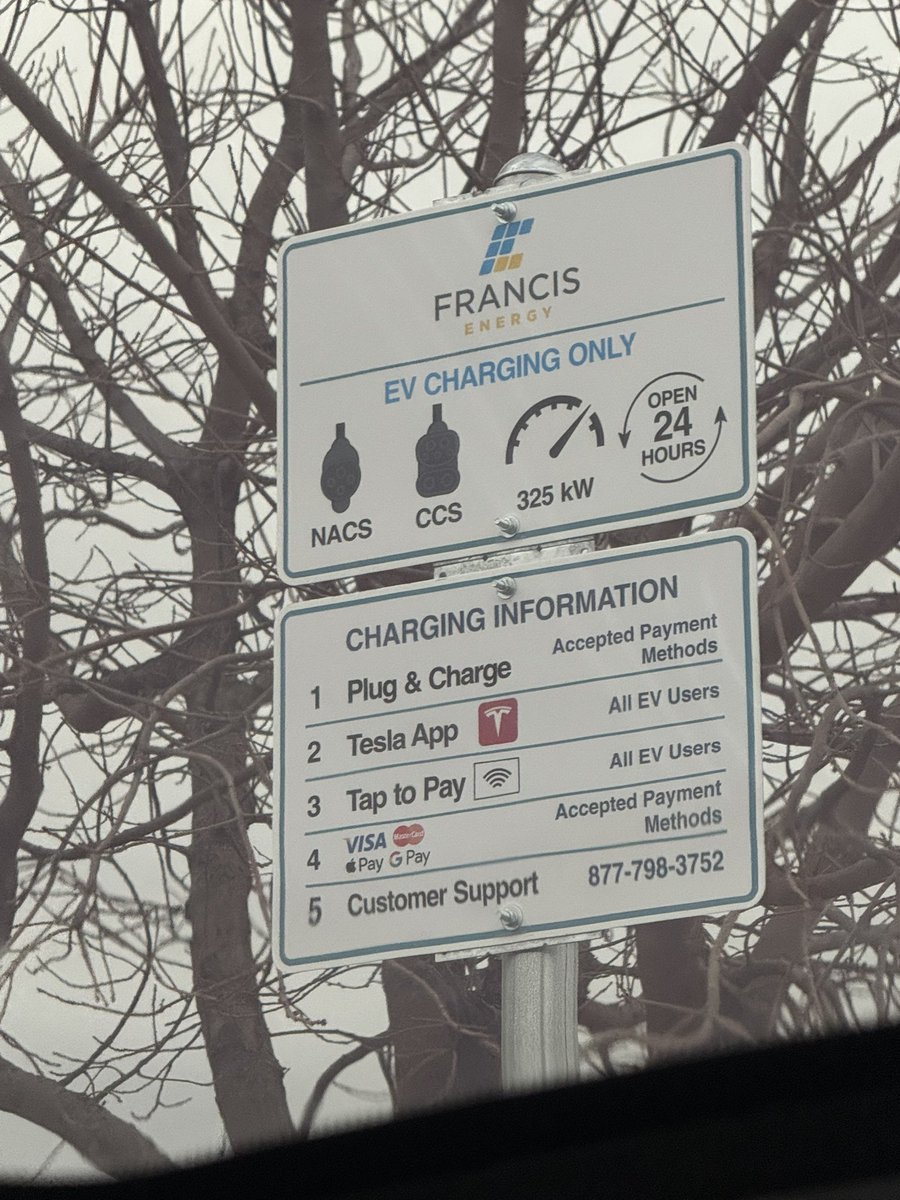 FRANCIS
ENERGY
EV CHARGING ONLY
NACS
CCS
325 kW
OPEN
24
HOURS
CHARGING INFORMATION
1 Plug & Charge Accepted Payment
Methods
2 Tesla App All EV Users
3 Tap to Pay All EV Users
4 VISA MasterCard Accepted Payment
Pay G Pay Methods
5 Customer Support 877-798-3752